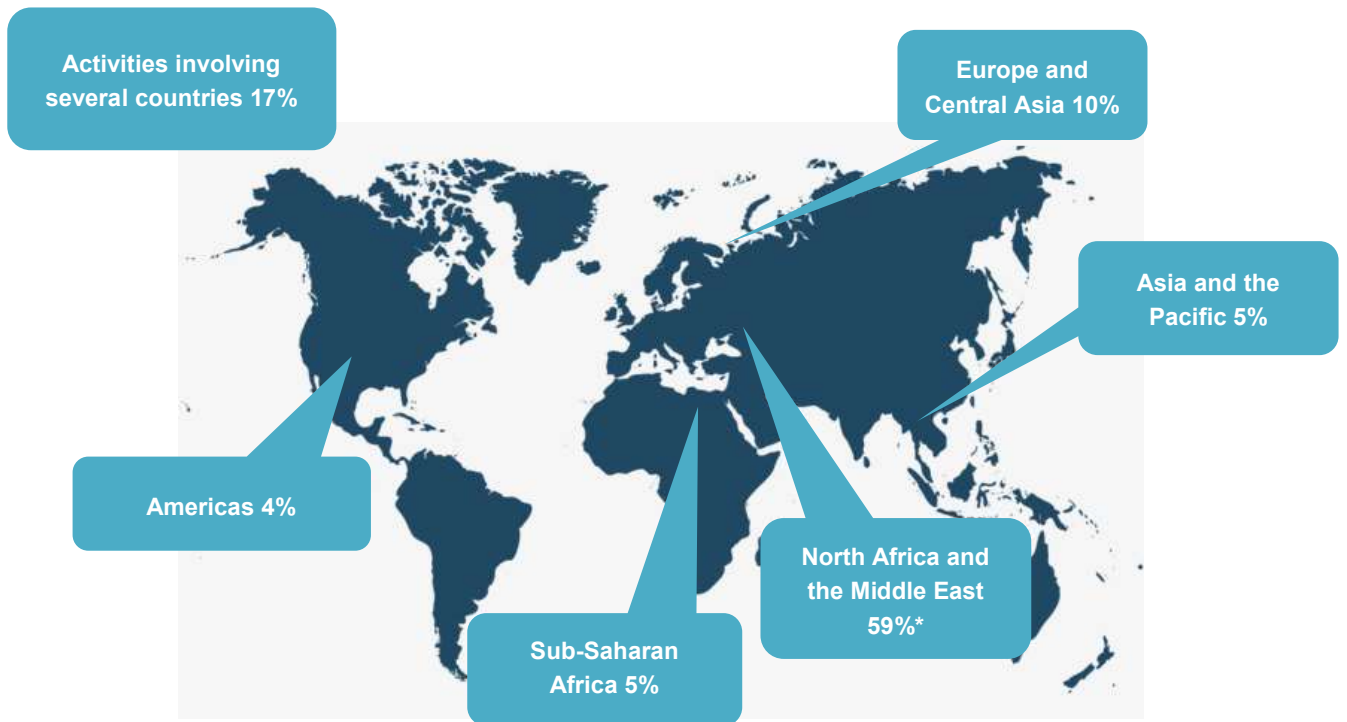 Activities involving
several countries 17%
Europe and
Central Asia 10%
Asia and the
Pacific 5%
Americas 4%
North Africa and
the Middle East
59%*
Sub-Saharan
Africa 5%